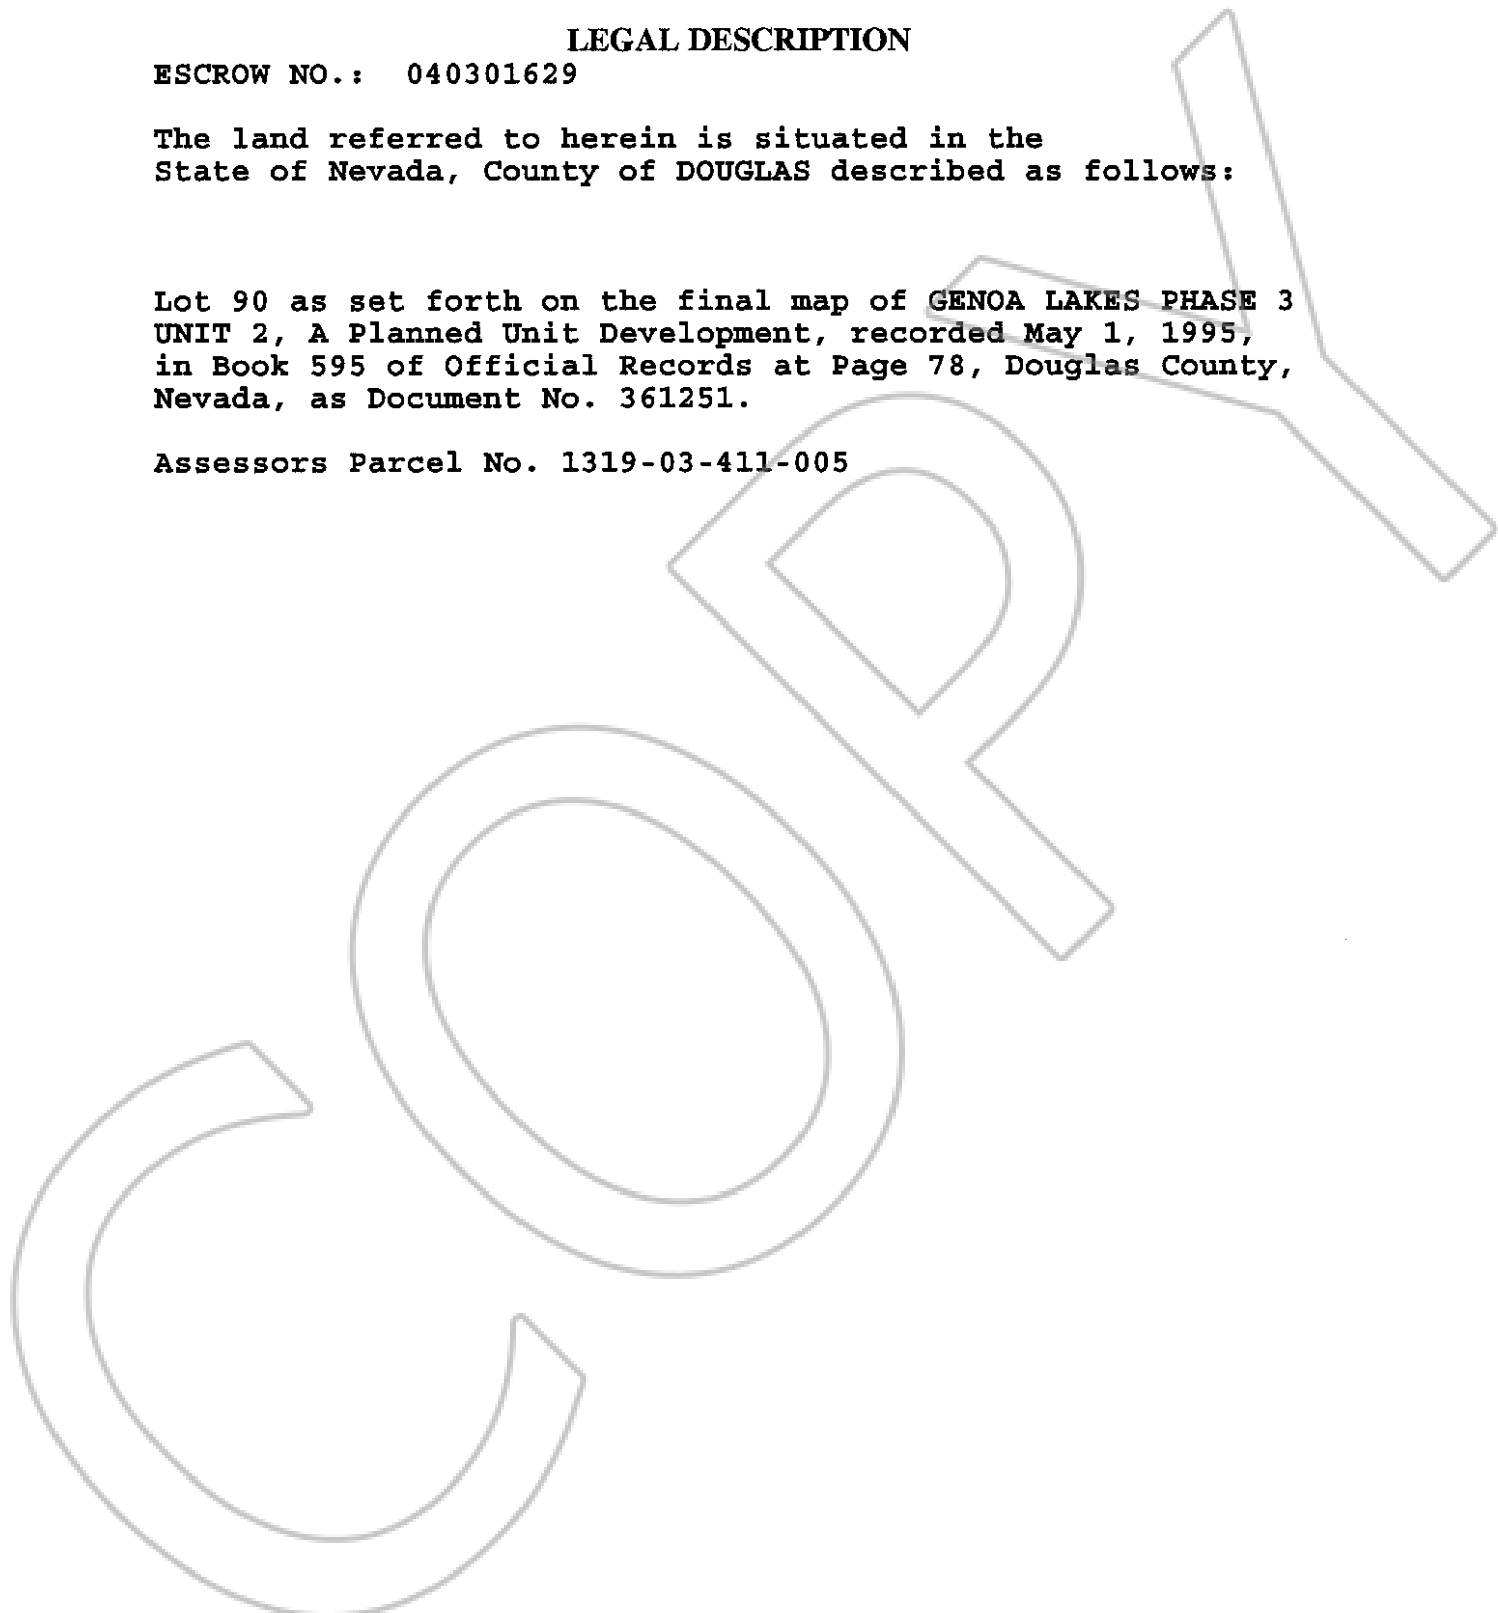 LEGAL DESCRIPTION
ESCROW NO.: 040301629
The land referred to herein is situated in the
State of Nevada, County of DOUGLAS described as follows:
Lot 90 as set forth on the final map of GENOA LAKES PHASE 3
UNIT 2, A Planned Unit Development, recorded May 1, 1995,
in Book 595 of Official Records at Page 78, Douglas County,
Nevada, as Document No. 361251.
Assessors Parcel No. 1319-03-411-005
COPY